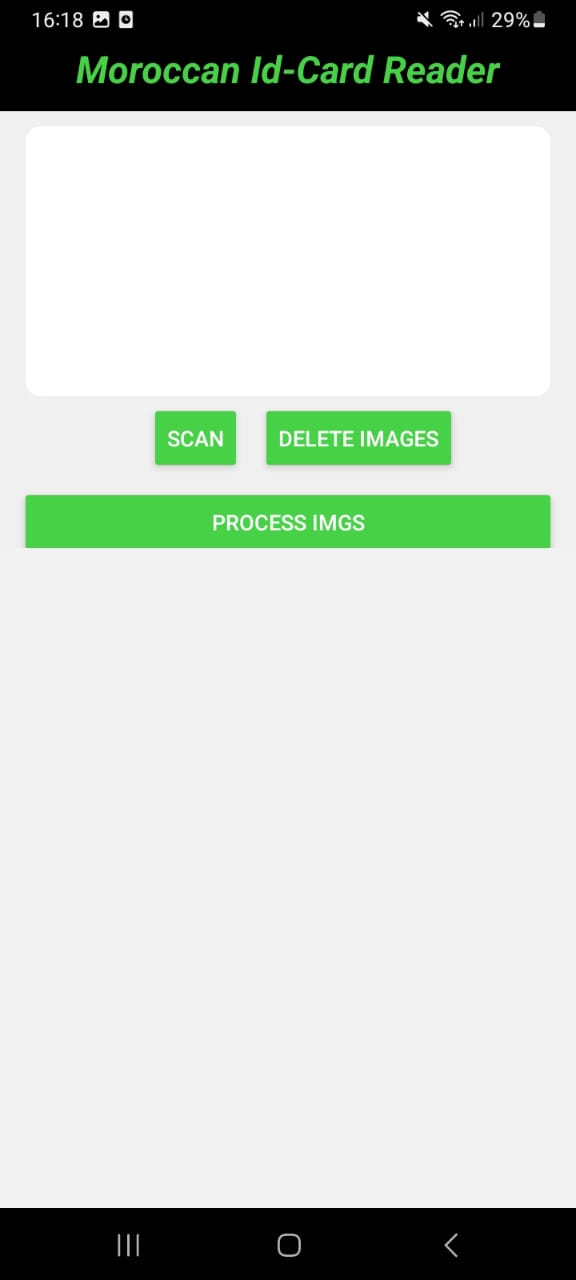 16:18 29%
Moroccan Id-Card Reader
SCAN DELETE IMAGES
PROCESS IMGS